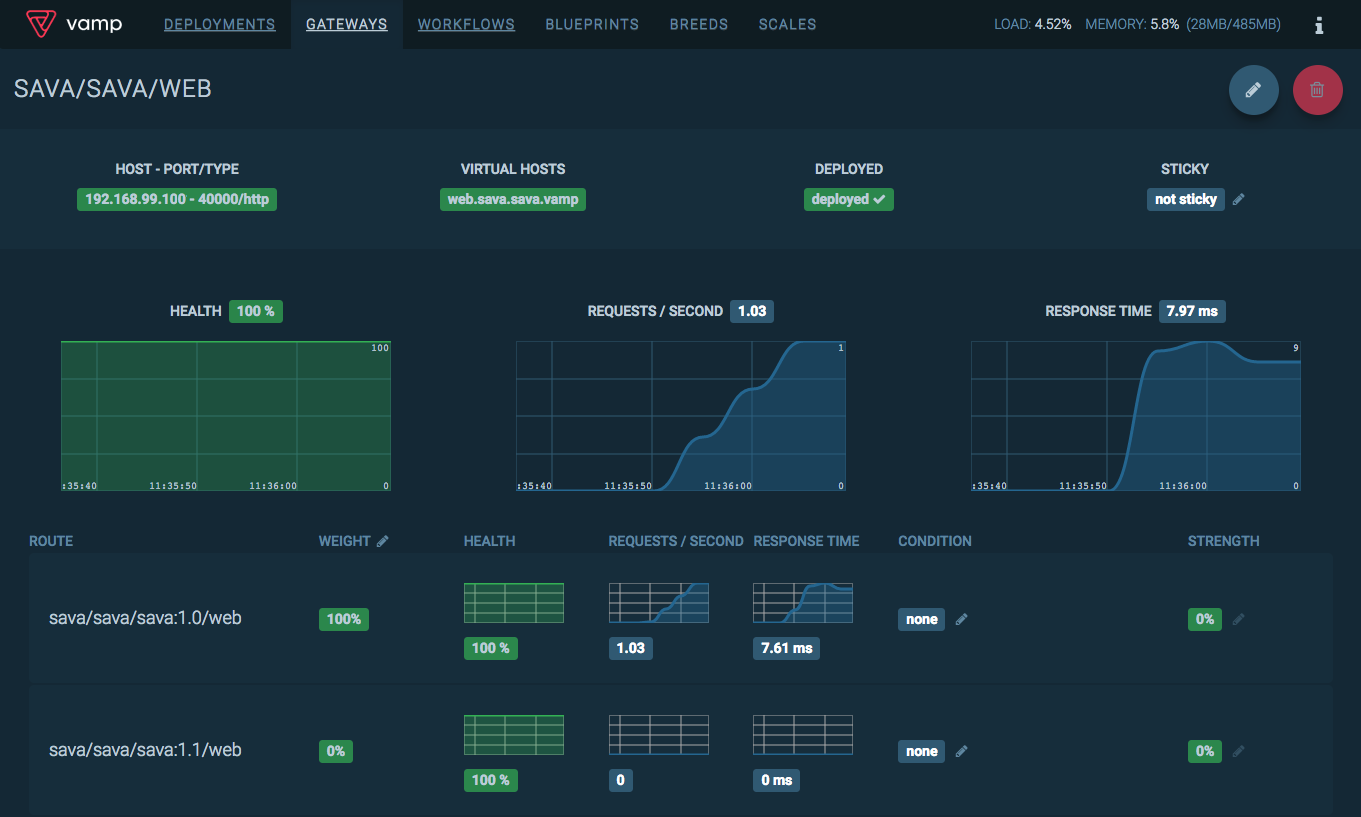 vamp DEPLOYMENTS GATEWAYS WORKFLOWS BLUEPRINTS BREEDS SCALES LOAD: 4.52% MEMORY: 5.8% (28MB/485MB)
SAVA/SAVA/WEB
HOST - PORT/TYPE VIRTUAL HOSTS DEPLOYED STICKY
192.168.99.100 - 40000/http web.sava.sava.vamp deployed not sticky
HEALTH 100 % REQUESTS / SECOND 1.03 RESPONSE TIME 7.97 ms
100 1 9
:35:40 11:35:50 11:36:00 0 :35:40 11:35:50 11:36:00 0 :35:40 11:35:50 11:36:00 0
ROUTE WEIGHT HEALTH REQUESTS / SECOND RESPONSE TIME CONDITION STRENGTH
sava/sava/sava:1.0/web 100% none 0%
100 % 1.03 7.61 ms
sava/sava/sava:1.1/web 0% none 0%
100 % 0 0 ms